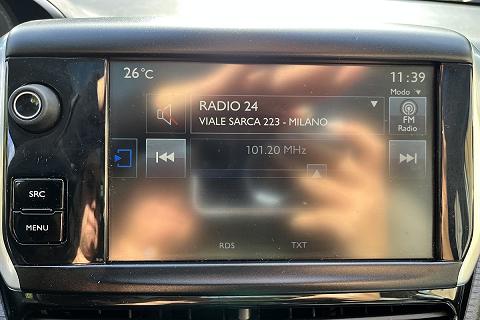 26°C
11:39
Modo
RADIO 24
VIALE SARCA 223 - MILANO
FM
Radio
101.20 MHz
SRC
MENU
RDS
TXT